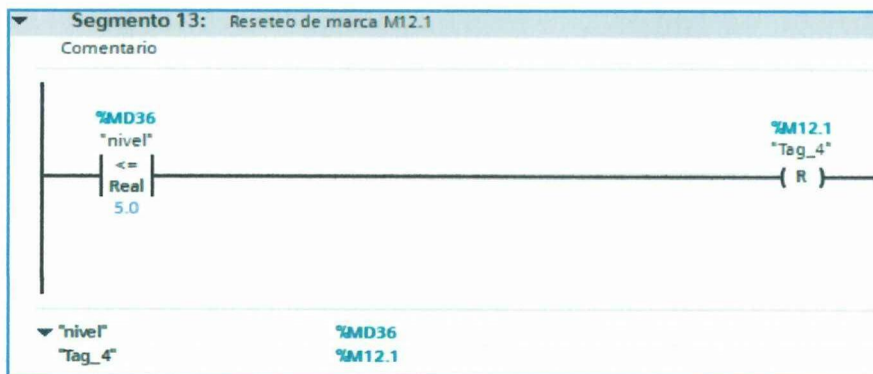 Segmento 13: Reseteo de marca M12.1
Comentario
%MD36
"nivel"
<=
Real
5.0
%M12.1
"Tag_4"
( R )
"nivel" %MD36
"Tag_4" %M12.1